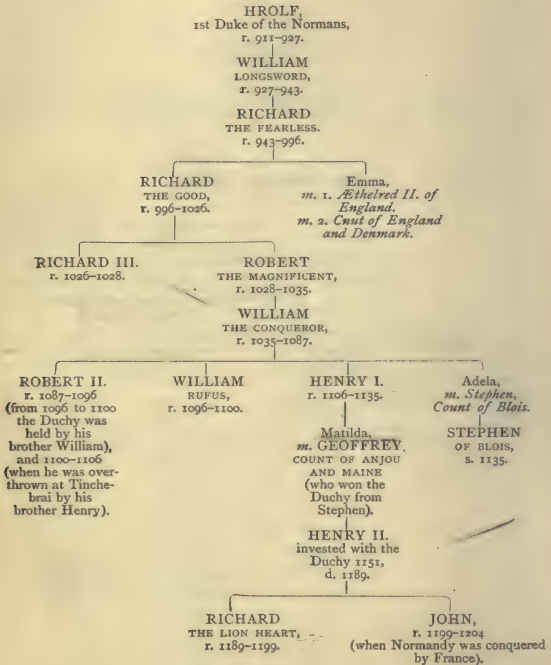 HROLF,
1st Duke of the Normans,
r. 911–927.
WILLIAM
LONGSWORD,
r. 927–943.
RICHARD
THE FEARLESS.
r. 943–996.
RICHARD
THE GOOD,
r. 996–1026.
Emma,
m. 1. Æthelred II. of
England.
m. 2. Cnut of England
and Denmark.
RICHARD III.
r. 1026–1028.
ROBERT
THE MAGNIFICENT,
r. 1028–1035.
WILLIAM
THE CONQUEROR,
r. 1035–1087.
ROBERT II.
r. 1087–1096
(from 1096 to 1100
the Duchy was
held by his
brother William),
and 1100–1106
(when he was over-
thrown at Tinche-
brai by his
brother Henry).
WILLIAM
RUFUS,
r. 1096–1100.
HENRY I.
r. 1106–1135.
Matilda,
m. GEOFFREY,
COUNT OF ANJOU
AND MAINE
(who won the
Duchy from
Stephen).
Adela,
m. Stephen,
Count of Blois.
STEPHEN
OF BLOIS,
s. 1135.
HENRY II.
invested with the
Duchy 1151,
d. 1189.
RICHARD
THE LION HEART,
r. 1189–1199.
JOHN,
r. 1199–1204
(when Normandy was conquered
by France).